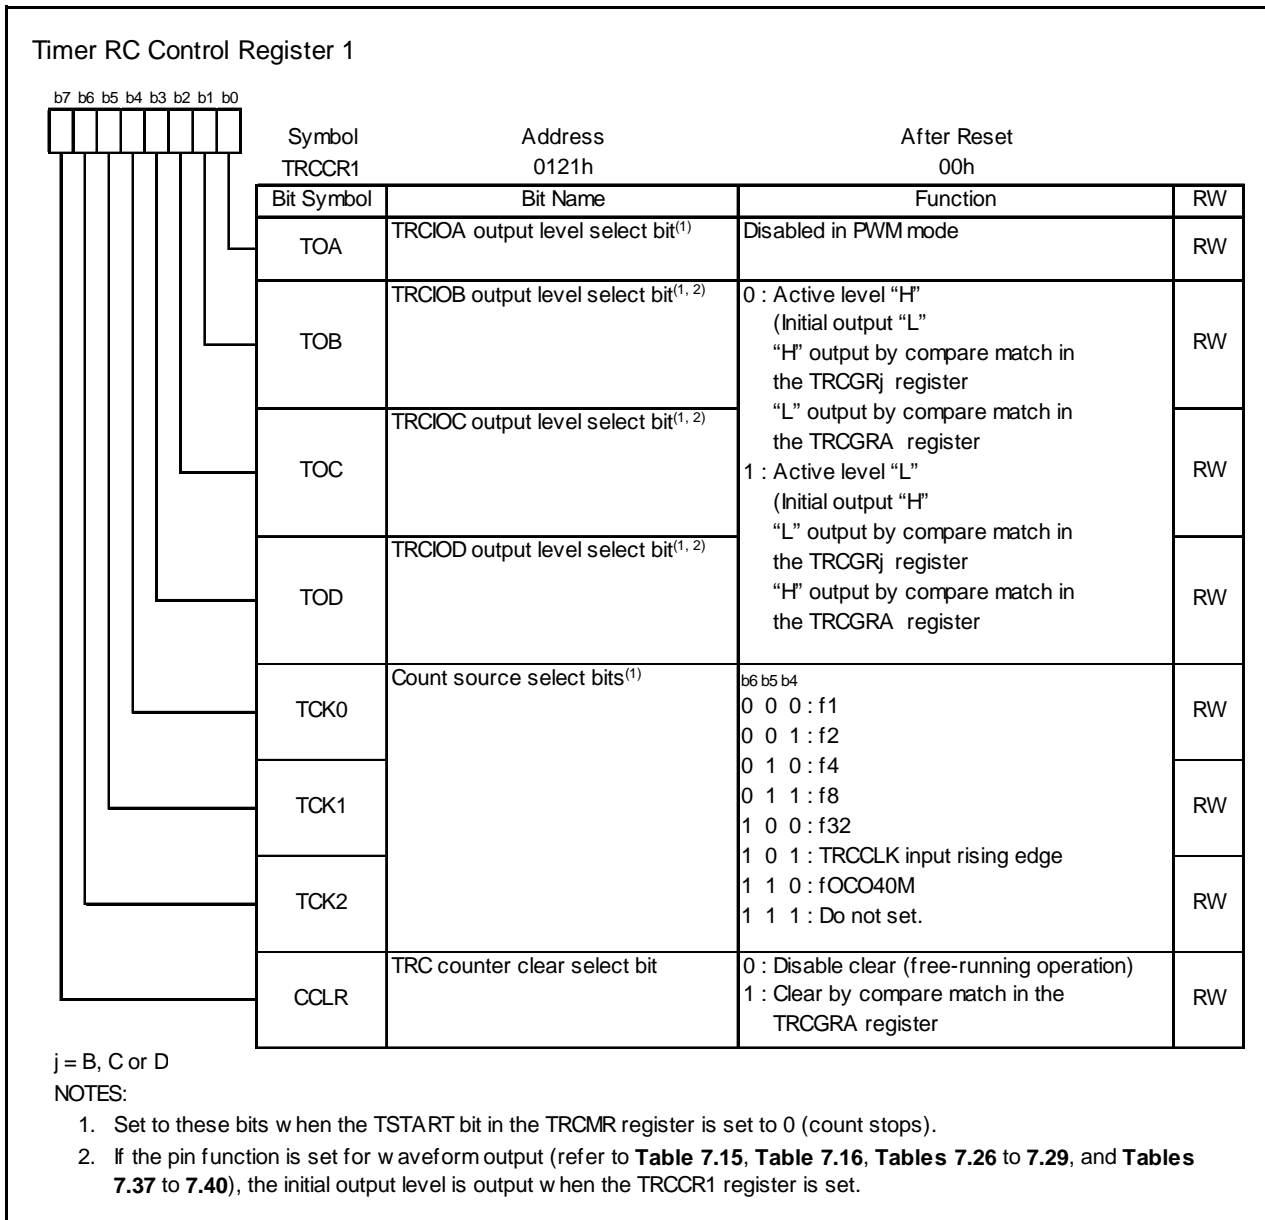 Timer RC Control Register 1
b7 b6 b5 b4 b3 b2 b1 b0
Symbol Address After Reset
TRCCR1 0121h 00h
Bit Symbol Bit Name Function RW
TOA TRCIOA output level select bit(1) Disabled in PWM mode RW
TOB TRCIOB output level select bit(1, 2) RW
0 : Active level “H”
(Initial output “L”
“H” output by compare match in
the TRCGRj register
“L” output by compare match in
the TRCGRA register
1 : Active level “L”
(Initial output “H”
“L” output by compare match in
the TRCGRj register
“H” output by compare match in
the TRCGRA register
TOC TRCIOC output level select bit(1, 2) RW
TOD TRCIOD output level select bit(1, 2) RW
TCK0 Count source select bits(1) RW
b6 b5 b4
0 0 0 : f1
0 0 1 : f2
0 1 0 : f4
0 1 1 : f8
1 0 0 : f32
1 0 1 : TRCCLK input rising edge
1 1 0 : fOCO40M
1 1 1 : Do not set.
TCK1 RW
TCK2 RW
CCLR TRC counter clear select bit RW
0 : Disable clear (free-running operation)
1 : Clear by compare match in the
TRCGRA register
j = B, C or D
NOTES:
1. Set to these bits when the TSTART bit in the TRCMR register is set to 0 (count stops).
2. If the pin function is set for waveform output (refer to Table 7.15, Table 7.16, Tables 7.26 to 7.29, and Tables
7.37 to 7.40), the initial output level is output when the TRCCR1 register is set.